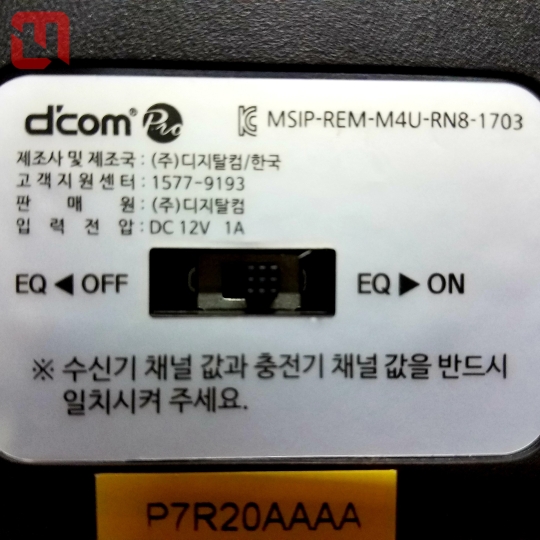 d'com® Pro MSIP-REM-M4U-RN8-1703
제조사 및 제조국 : (주)디지탈컴/한국
고객지원센터 : 1577-9193
판 매 원 : (주)디지탈컴
입 력 전 압 : DC 12V 1A
EQ ◀ OFF EQ ▶ ON
※ 수신기 채널 값과 충전기 채널 값을 반드시
일치시켜 주세요.
P7R20AAAA